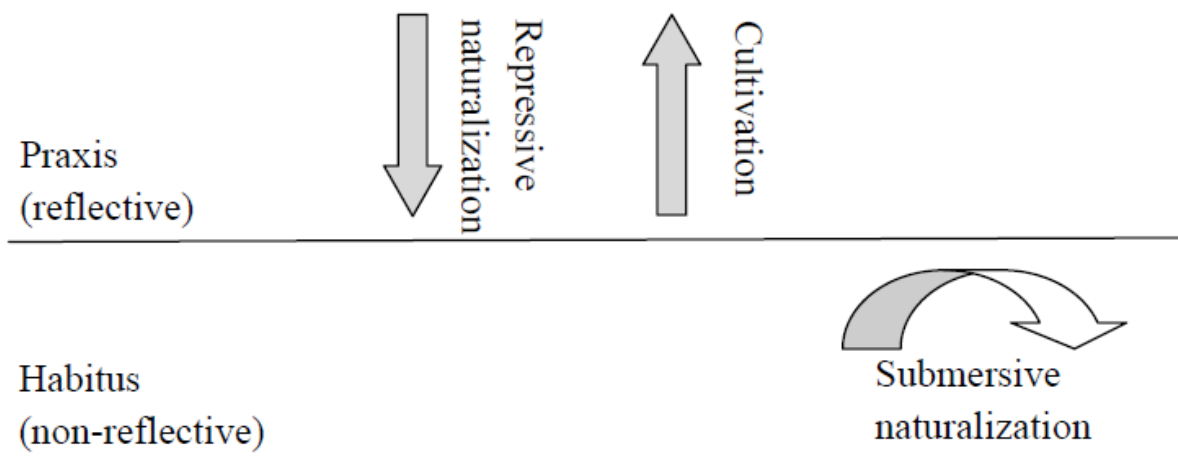 Repressive
naturalization
Cultivation
Praxis
(reflective)
Habitus
(non-reflective)
Submersive
naturalization